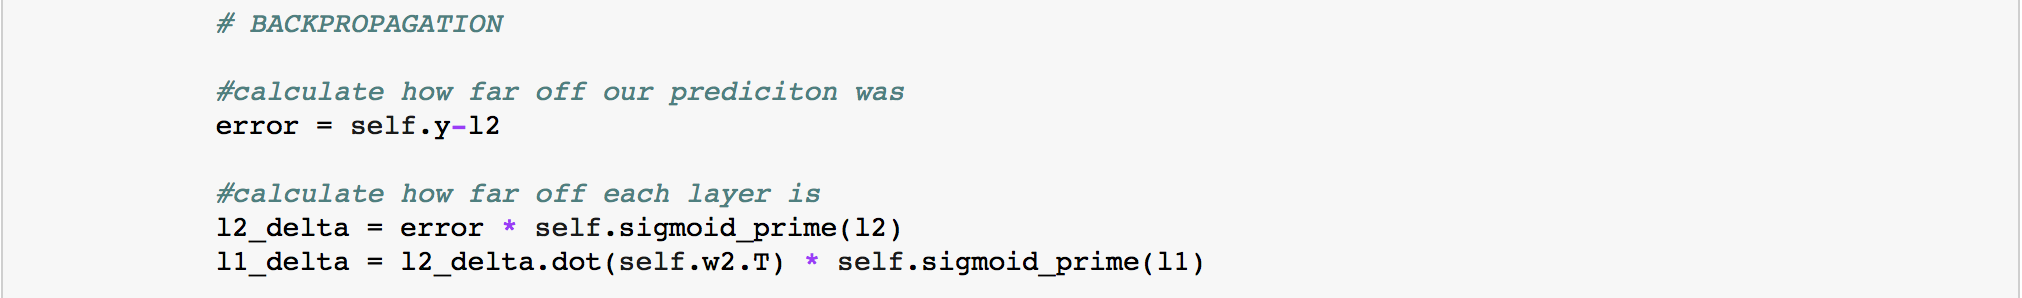 # BACKPROPAGATION
#calculate how far off our prediciton was
error = self.y-l2
#calculate how far off each layer is
l2_delta = error * self.sigmoid_prime(l2)
l1_delta = l2_delta.dot(self.w2.T) * self.sigmoid_prime(l1)